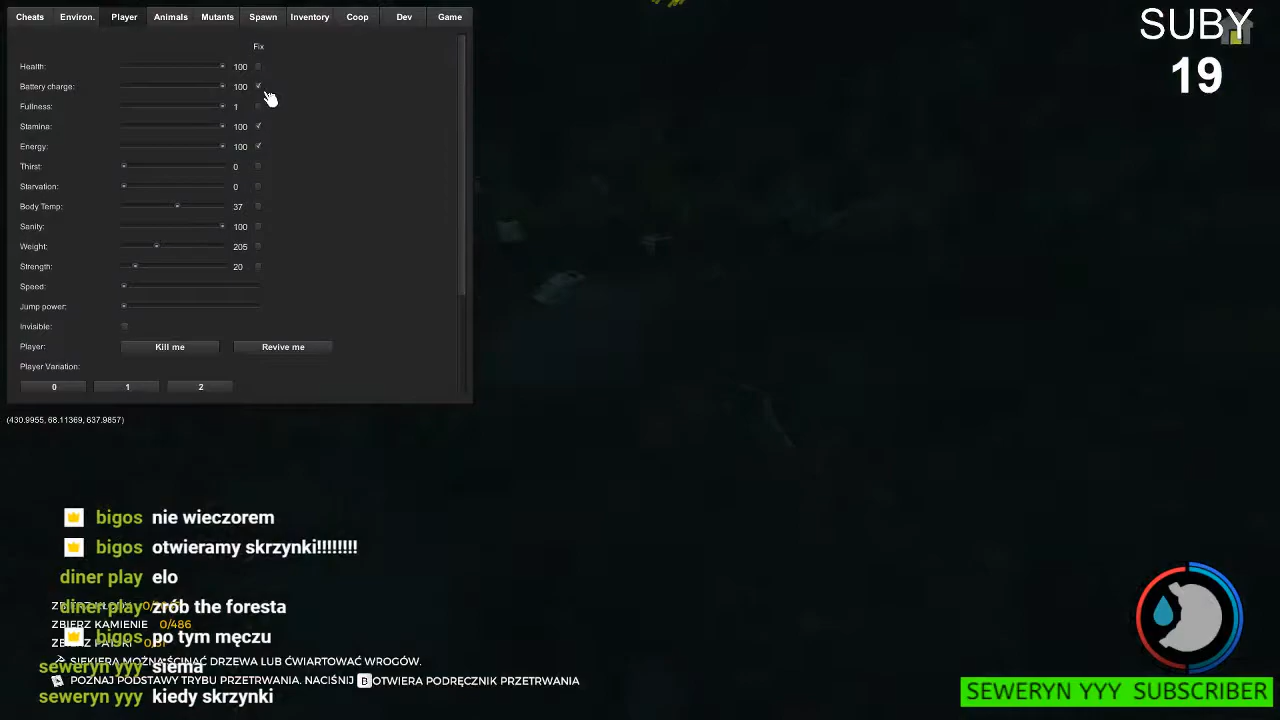 Cheats Environ. Player Animals Mutants Spawn Inventory Coop Dev Game
Fix
Health: 100
Battery charge: 100
Fullness: 1
Stamina: 100
Energy: 100
Thirst: 0
Starvation: 0
Body Temp: 37
Sanity: 100
Weight: 205
Strength: 20
Speed:
Jump power:
Invisible:
Player: Kill me Revive me
Player Variation:
0 1 2
(430.9955, 68.11369, 637.9857)
SUBY
19
bigos nie wieczorem
bigos otwieramy skrzynki!!!!!!!!
diner play elo
diner play zrób the foresta
ZBIERZ KAMIENIE 0/486
bigos po tym męczu
SIEKIERĄ MOŻNA ŚCINAĆ DRZEWA LUB ĆWIARTOWAĆ WROGÓW.
seweryn yyy siema
POZNAJ PODSTAWY TRYBU PRZETRWANIA. NACIŚNIJ B OTWIERA PODRĘCZNIK PRZETRWANIA
seweryn yyy kiedy skrzynki
SEWERYN YYY SUBSCRIBER